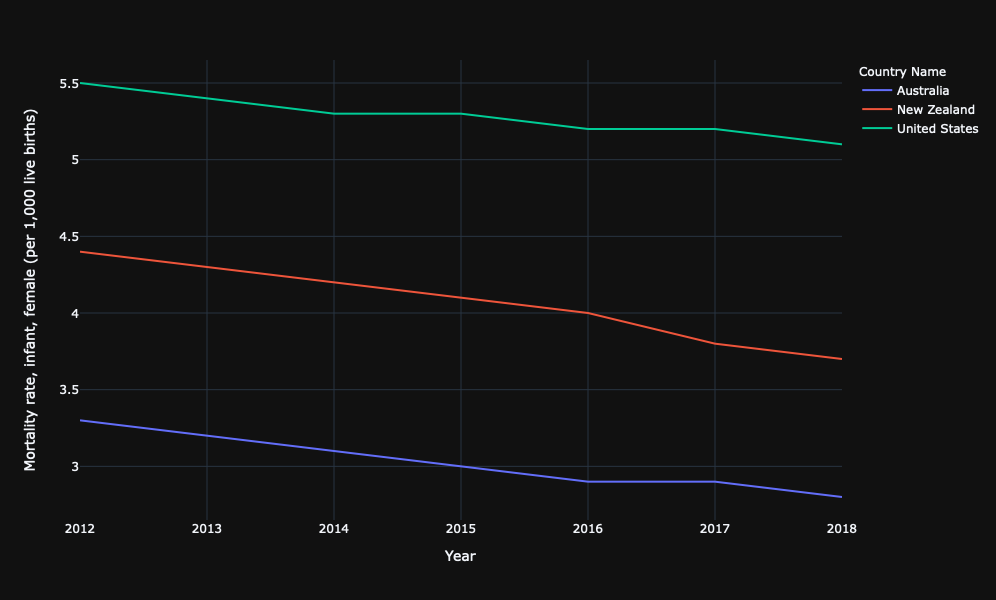 Country Name
Australia
New Zealand
United States
Mortality rate, infant, female (per 1,000 live births)
5.5
5
4.5
4
3.5
3
2012 2013 2014 2015 2016 2017 2018
Year